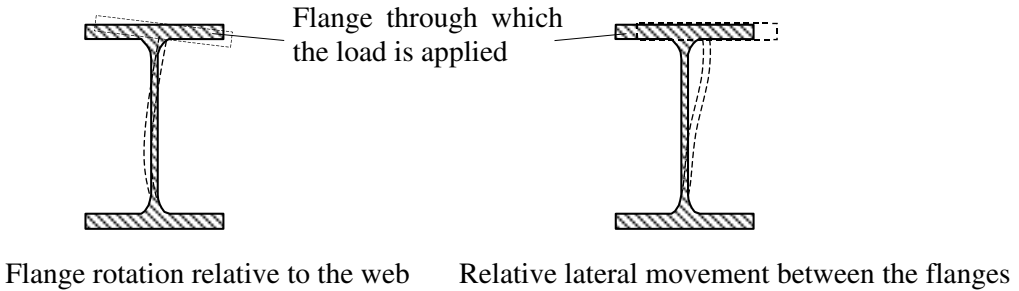 Flange through which
the load is applied
Flange rotation relative to the web
Relative lateral movement between the flanges